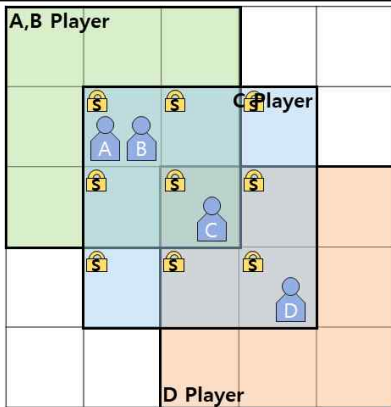 A,B Player
S S S
C Player
A B
S S S
C
S S S
D
D Player